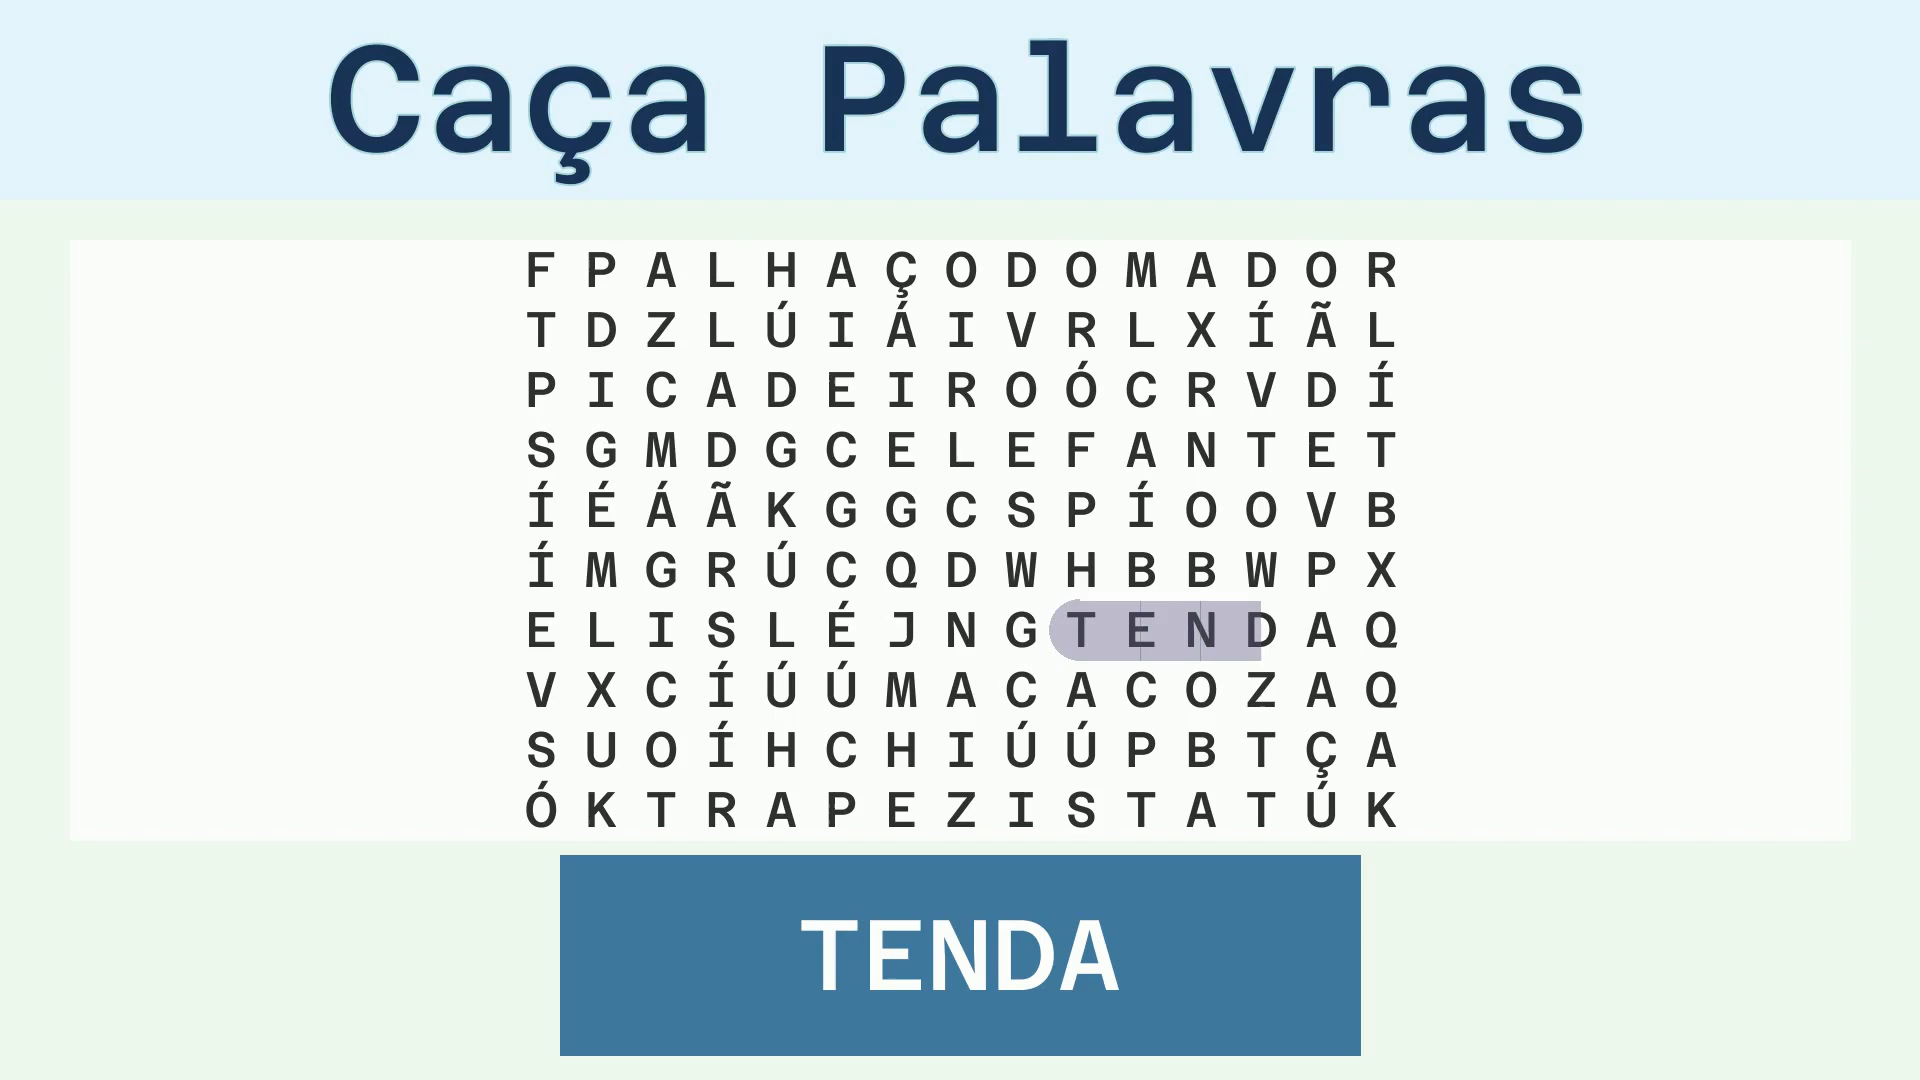 Caça Palavras
F P A L H A Ç O D O M A D O R
T D Z L Ú I Á I V R L X Í Ã L
P I C A D E I R O Ó C R V D Í
S G M D G C E L E F A N T E T
Í É Á Ã K G G C S P Í O O V B
Í M G R Ú C Q D W H B B W P X
E L I S L É J N G T E N D A Q
V X C Í Ú Ú M A C A C O Z A Q
S U O Í H C H I Ú Ú P B T Ç A
Ó K T R A P E Z I S T A T Ú K
TENDA